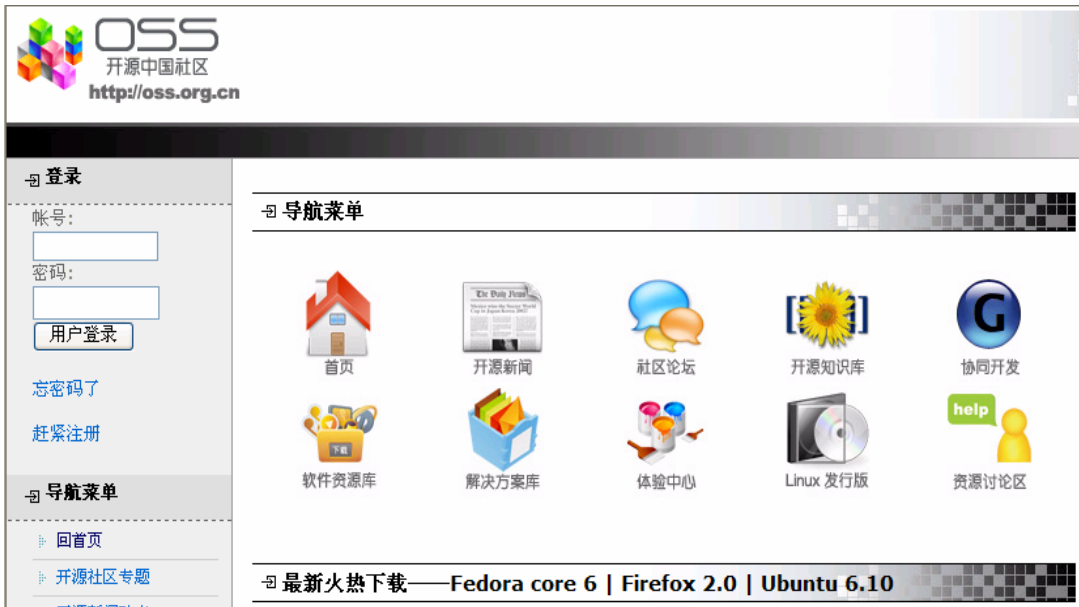 OSS
开源中国社区
http://oss.org.cn
登录
帐号:
密码:
用户登录
忘密码了
赶紧注册
导航菜单
回首页
开源社区专题
导航菜单
The Daily News
首页
开源新闻
社区论坛
开源知识库
G
协同开发
下载
help
软件资源库
解决方案库
体验中心
Linux 发行版
资源讨论区
最新火热下载——Fedora core 6 | Firefox 2.0 | Ubuntu 6.10